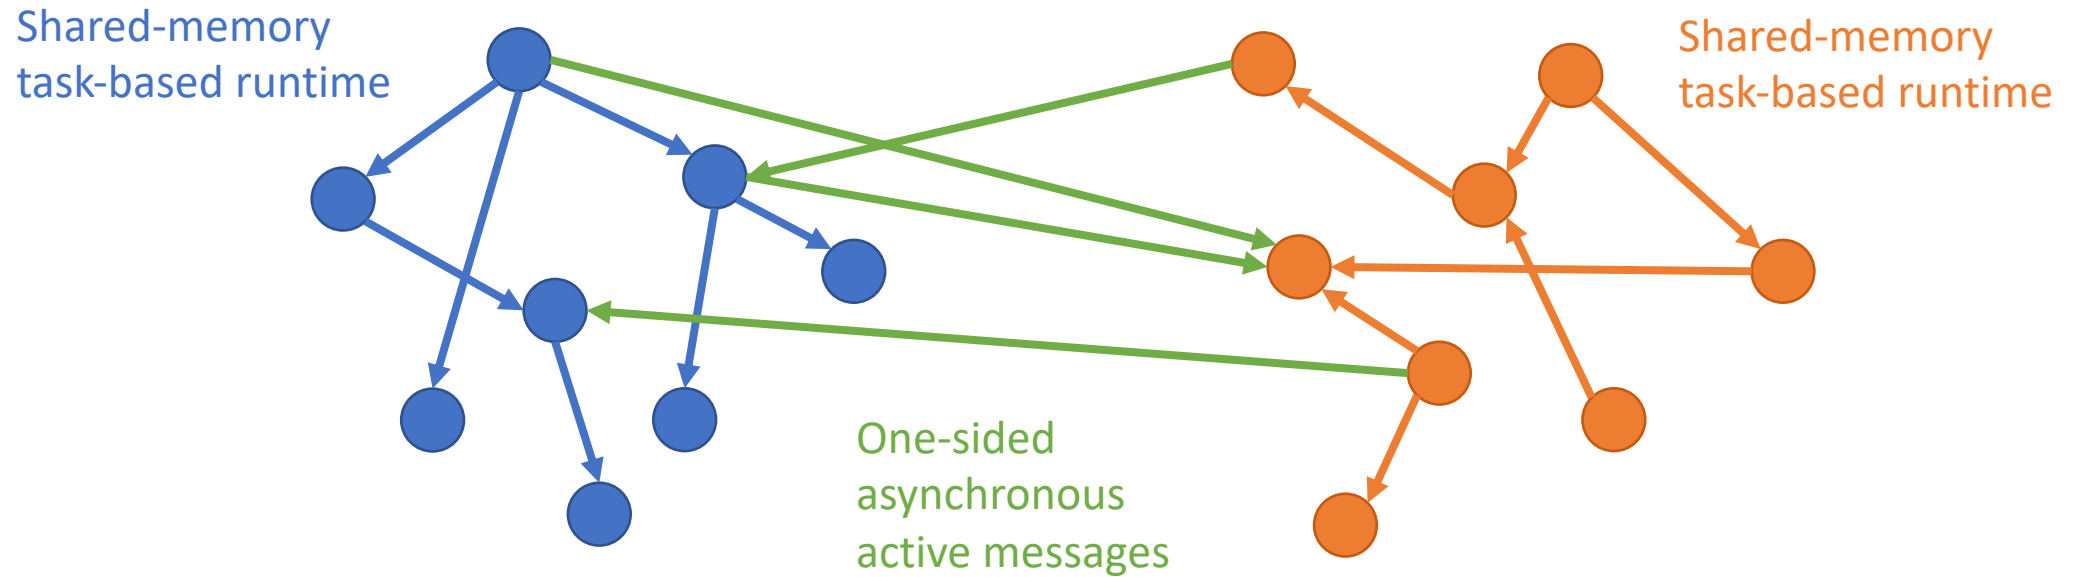 Shared-memory
task-based runtime
Shared-memory
task-based runtime
One-sided
asynchronous
active messages